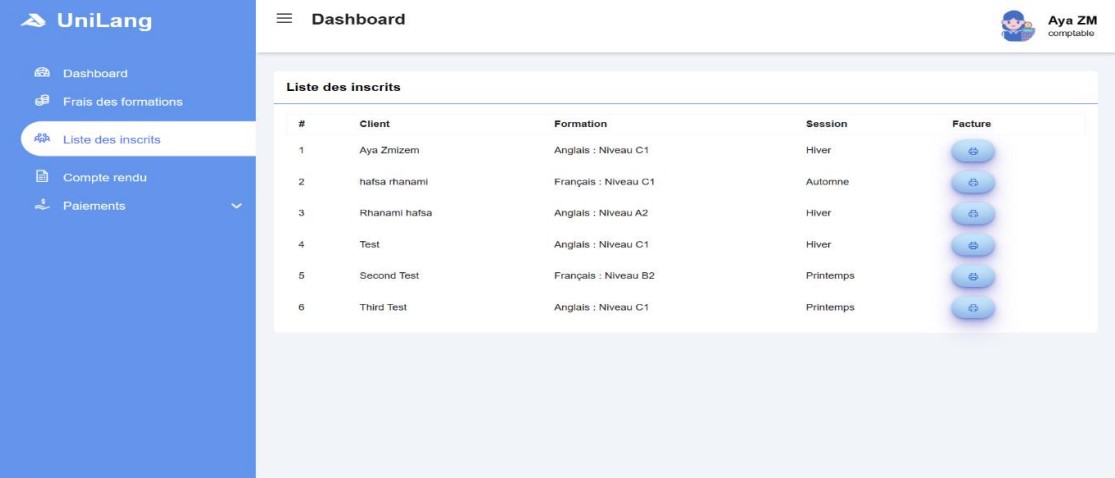 UniLang
Dashboard
Frais des formations
Liste des inscrits
Compte rendu
Paiements
Dashboard
Aya ZM
comptable
Liste des inscrits
# Client Formation Session Facture
1 Aya Zmizem Anglais : Niveau C1 Hiver
2 hafsa rhanami Français : Niveau C1 Automne
3 Rhanami hafsa Anglais : Niveau A2 Hiver
4 Test Anglais : Niveau C1 Hiver
5 Second Test Français : Niveau B2 Printemps
6 Third Test Anglais : Niveau C1 Printemps